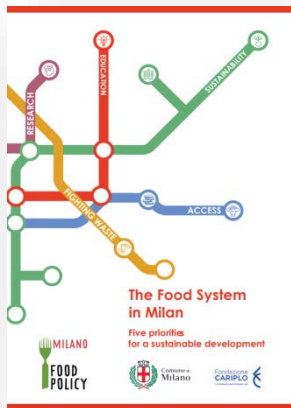 EDUCATION
SUSTAINABILITY
RESEARCH
FIGHTING WASTE
ACCESS
The Food System
in Milan
Five priorities
for a sustainable development
MILANO
FOOD
POLICY
Comune di
Milano
Fondazione
CARIPLO